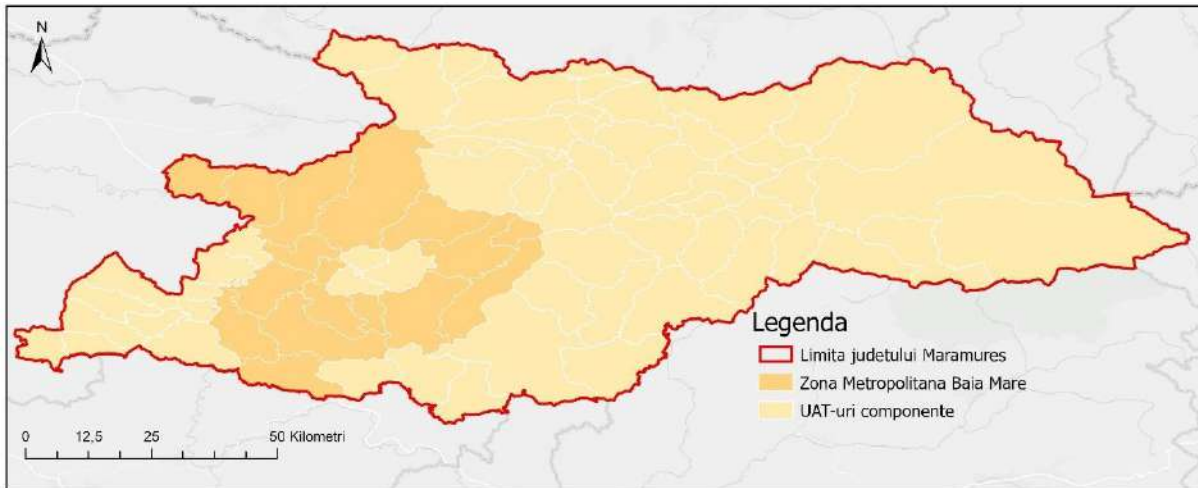 N
Legenda
Limita judetului Maramures
Zona Metropolitana Baia Mare
UAT-uri componente
0 12,5 25 50 Kilometri